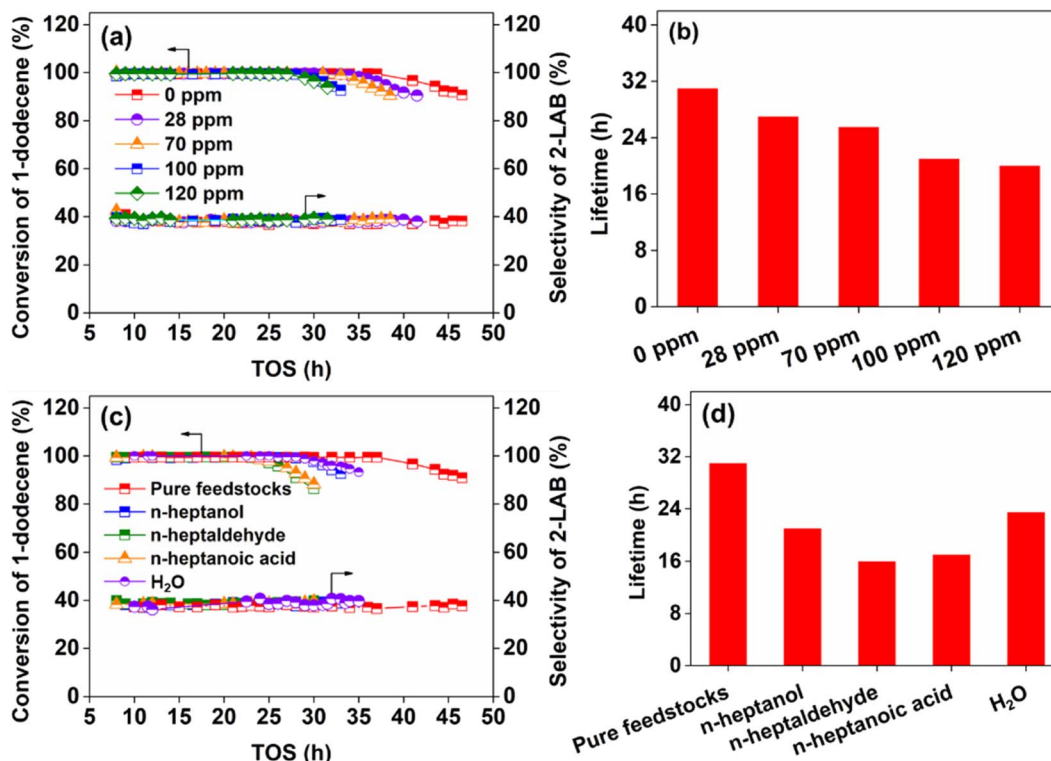 (a)
120
100
80
60
40
20
0
Conversion of 1-dodecene (%)
0 ppm
28 ppm
70 ppm
100 ppm
120 ppm
120
100
80
60
40
20
0
Selectivity of 2-LAB (%)
5 10 15 20 25 30 35 40 45 50
TOS (h)
(b)
40
32
24
16
8
0
Lifetime (h)
0 ppm
28 ppm
70 ppm
100 ppm
120 ppm
(c)
120
100
80
60
40
20
0
Conversion of 1-dodecene (%)
Pure feedstocks
n-heptanol
n-heptaldehyde
n-heptanoic acid
H₂O
120
100
80
60
40
20
0
Selectivity of 2-LAB (%)
5 10 15 20 25 30 35 40 45 50
TOS (h)
(d)
40
32
24
16
8
0
Lifetime (h)
Pure feedstocks
n-heptanol
n-heptaldehyde
n-heptanoic acid
H₂O